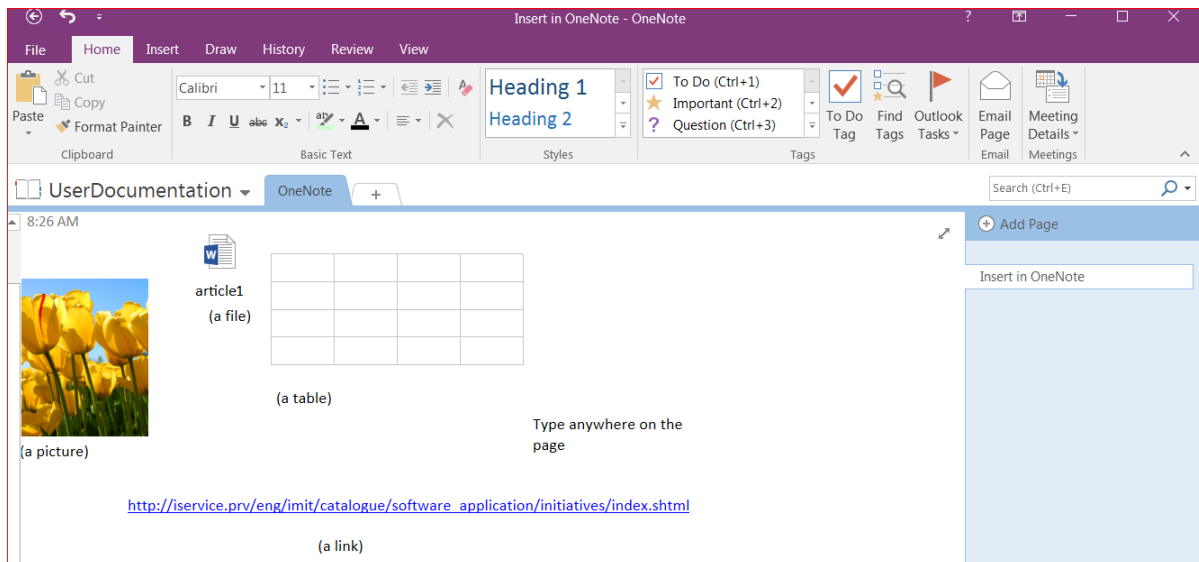 Insert in OneNote - OneNote
?
File Home Insert Draw History Review View
Paste
Cut
Copy
Format Painter
Clipboard
Calibri 11
B I U abc X₂ aby A
Basic Text
Heading 1
Heading 2
Styles
To Do (Ctrl+1)
Important (Ctrl+2)
? Question (Ctrl+3)
To Do
Tag
Find
Tags
Outlook
Tasks
Tags
Email
Page
Email
Meeting
Details
Meetings
UserDocumentation
OneNote
+
Search (Ctrl+E)
8:26 AM
Add Page
Insert in OneNote
W
article1
(a file)
(a table)
Type anywhere on the
page
(a picture)
http://iservice.prv/eng/imit/catalogue/software_application/initiatives/index.shtml
(a link)